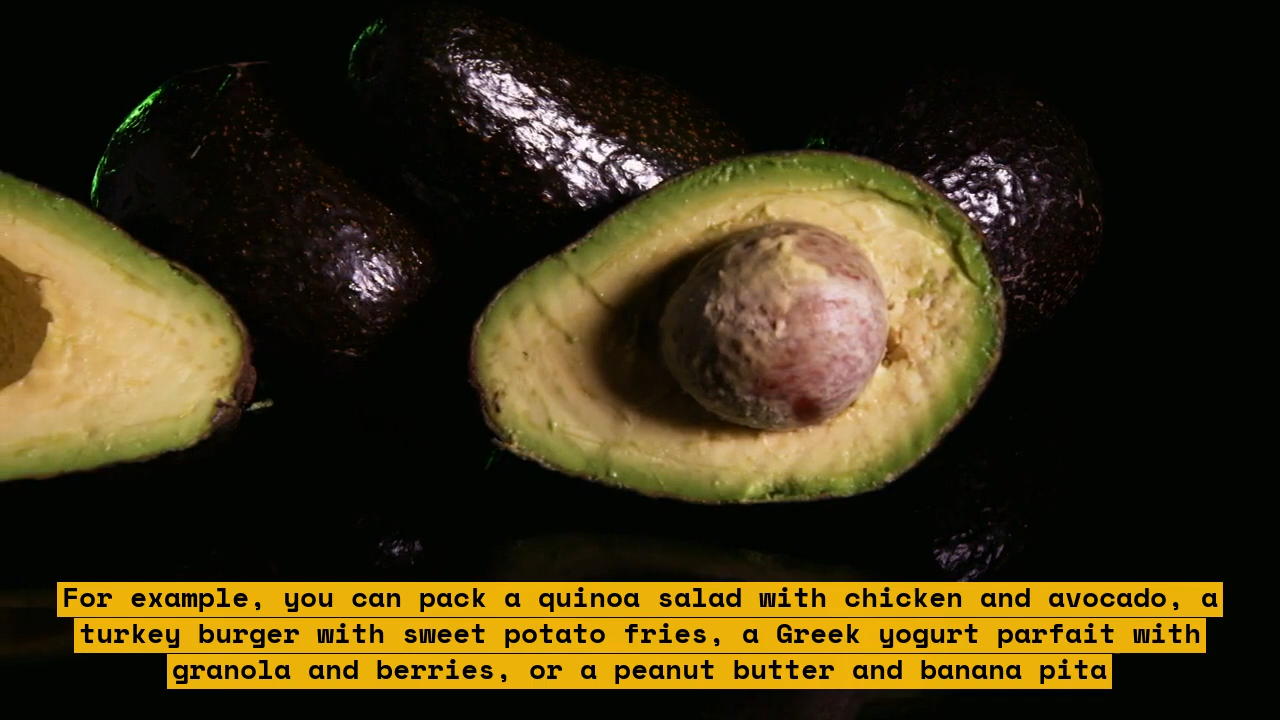 For example, you can pack a quinoa salad with chicken and avocado, a
turkey burger with sweet potato fries, a Greek yogurt parfait with
granola and berries, or a peanut butter and banana pita